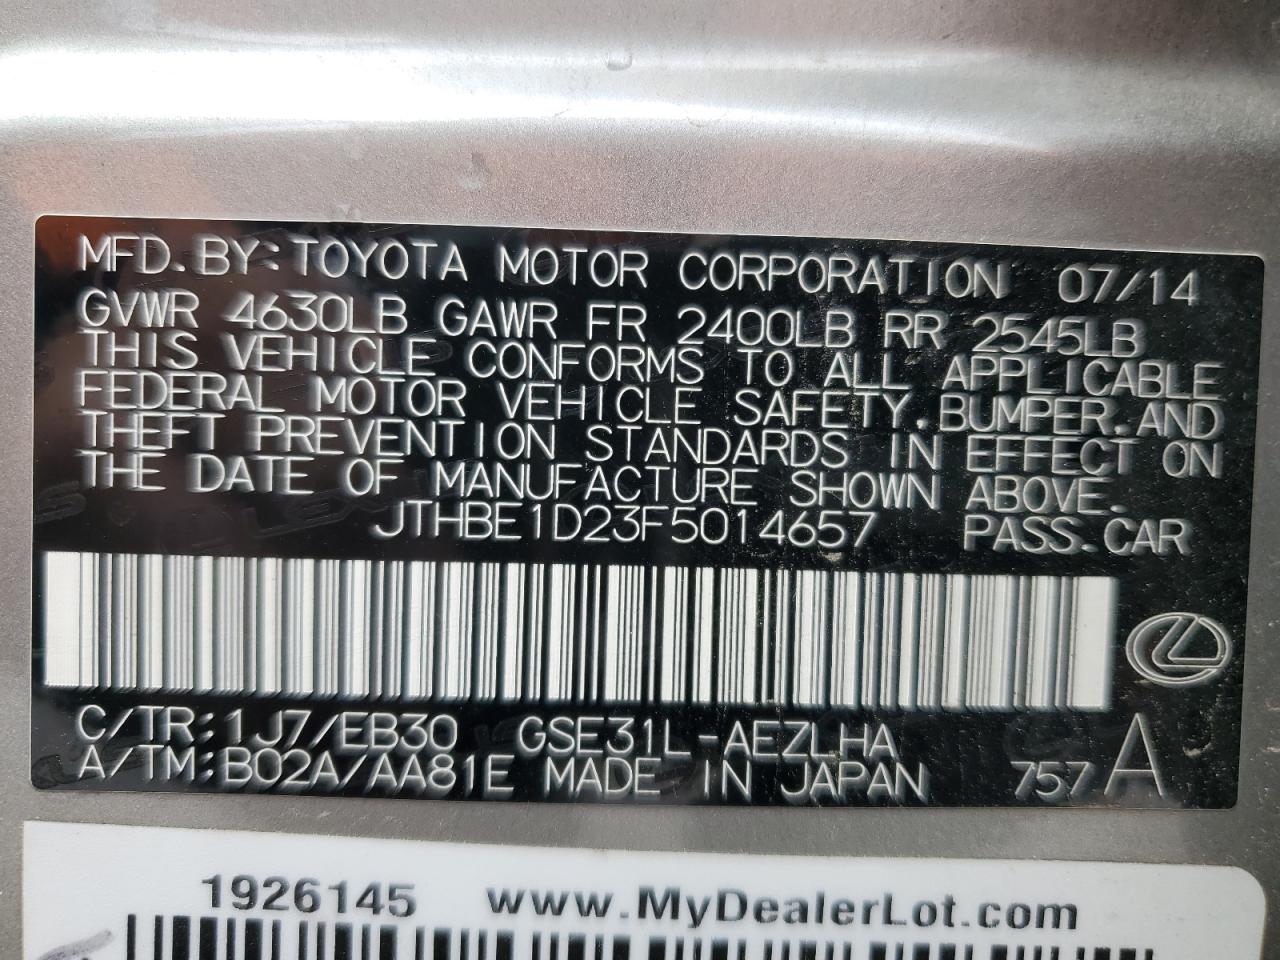 MFD.BY:TOYOTA MOTOR CORPORATION 07/14
GVWR 4630LB GAWR FR 2400LB RR 2545LB
THIS VEHICLE CONFORMS TO ALL APPLICABLE
FEDERAL MOTOR VEHICLE SAFETY,BUMPER,AND
THEFT PREVENTION STANDARDS IN EFFECT ON
THE DATE OF MANUFACTURE SHOWN ABOVE.
JTHBE1D23F5014657 PASS.CAR
C/TR:1J7/EB30 GSE31L-AEZLHA
A/TM:B02A/AA81E MADE IN JAPAN 757 A
1926145 www.MyDealerLot.com